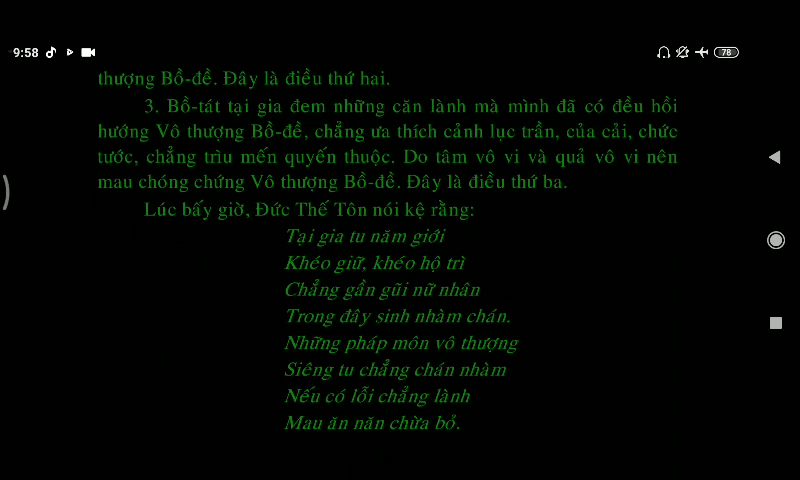 9:58
78
thượng Bồ-đề. Đây là điều thứ hai.
3. Bồ-tát tại gia đem những căn lành mà mình đã có đều hồi
hướng Vô thượng Bồ-đề, chẳng ưa thích cảnh lục trần, của cải, chức
tước, chẳng trìu mến quyến thuộc. Do tâm vô vi và quả vô vi nên
mau chóng chứng Vô thượng Bồ-đề. Đây là điều thứ ba.
Lúc bấy giờ, Đức Thế Tôn nói kệ rằng:
Tại gia tu năm giới
Khéo giữ, khéo hộ trì
Chẳng gần gũi nữ nhân
Trong đây sinh nhàm chán.
Những pháp môn vô thượng
Siêng tu chẳng chán nhàm
Nếu có lỗi chẳng lành
Mau ăn năn chừa bỏ.